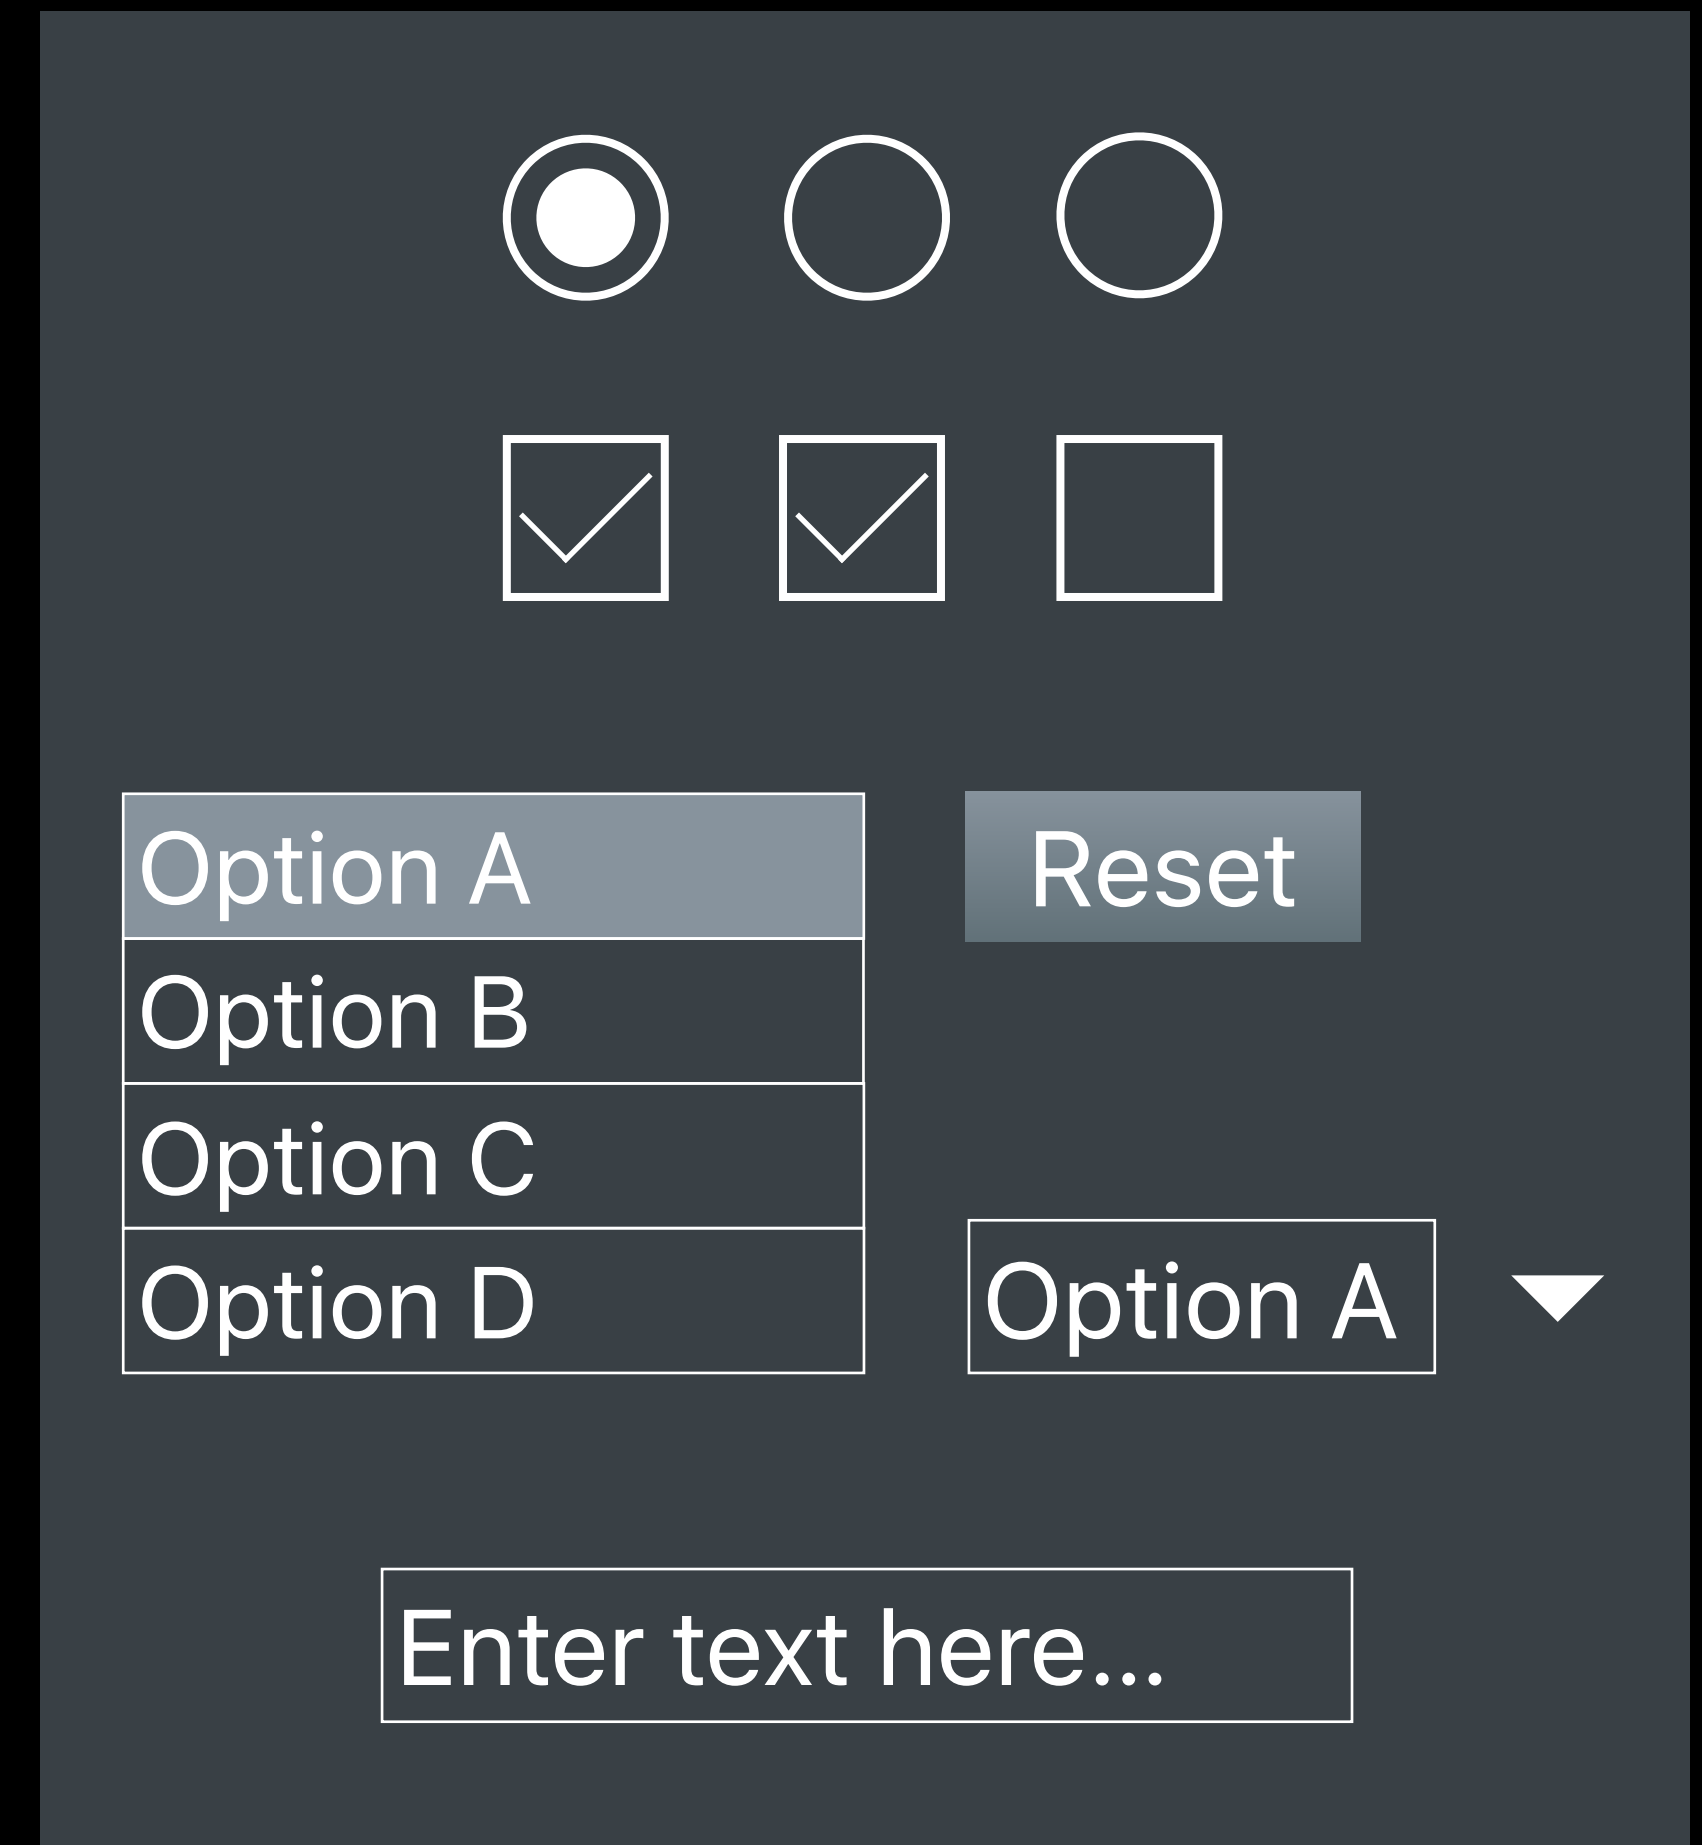 Option A
Reset
Option B
Option C
Option D
Option A
Enter text here...